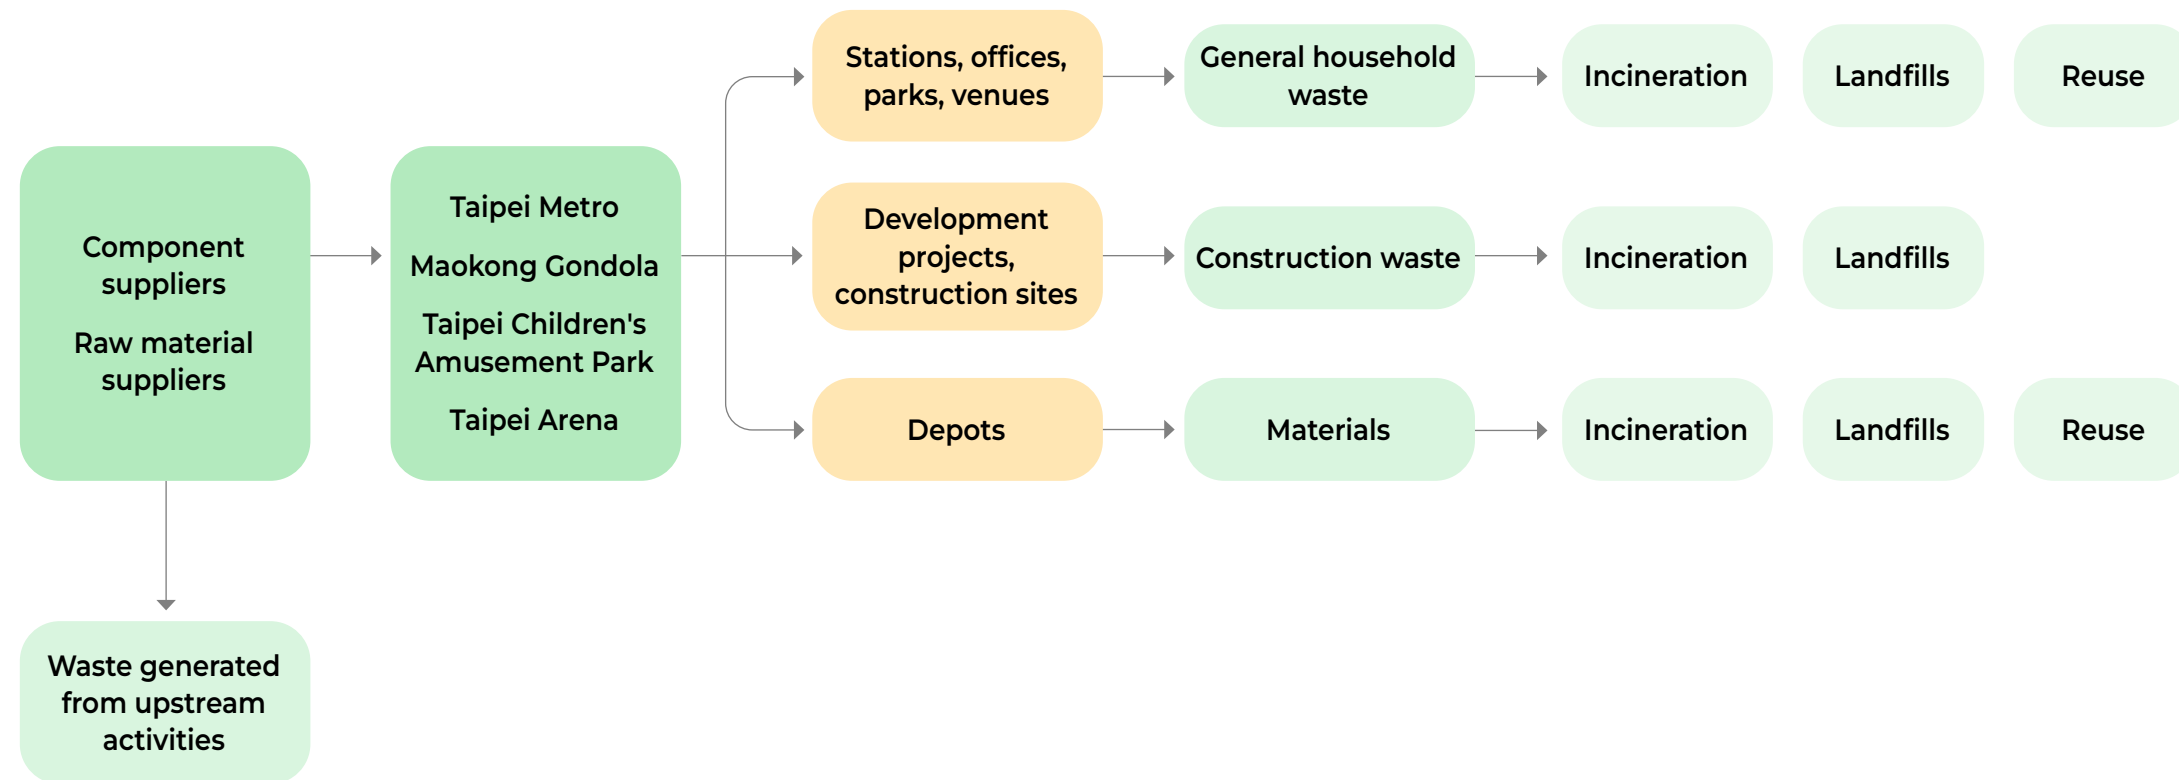 Component
suppliers
Raw material
suppliers
Waste generated
from upstream
activities
Taipei Metro
Maokong Gondola
Taipei Children's
Amusement Park
Taipei Arena
Stations, offices,
parks, venues
General household
waste
Incineration
Landfills
Reuse
Development
projects,
construction sites
Construction waste
Incineration
Landfills
Depots
Materials
Incineration
Landfills
Reuse